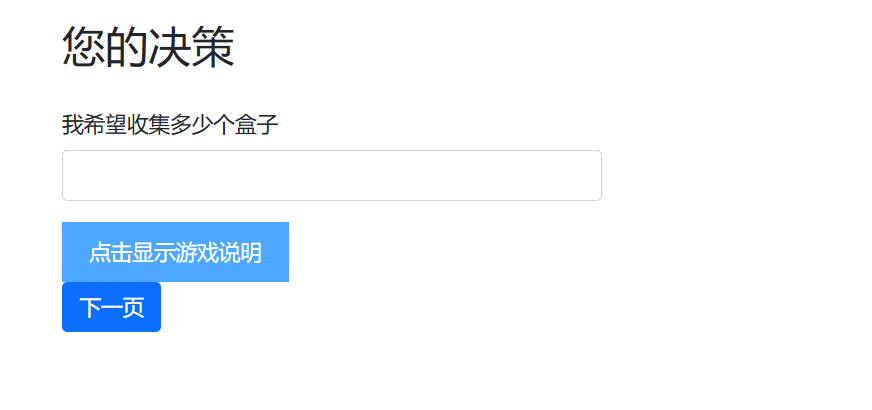 您的决策
我希望收集多少个盒子
点击显示游戏说明
下一页